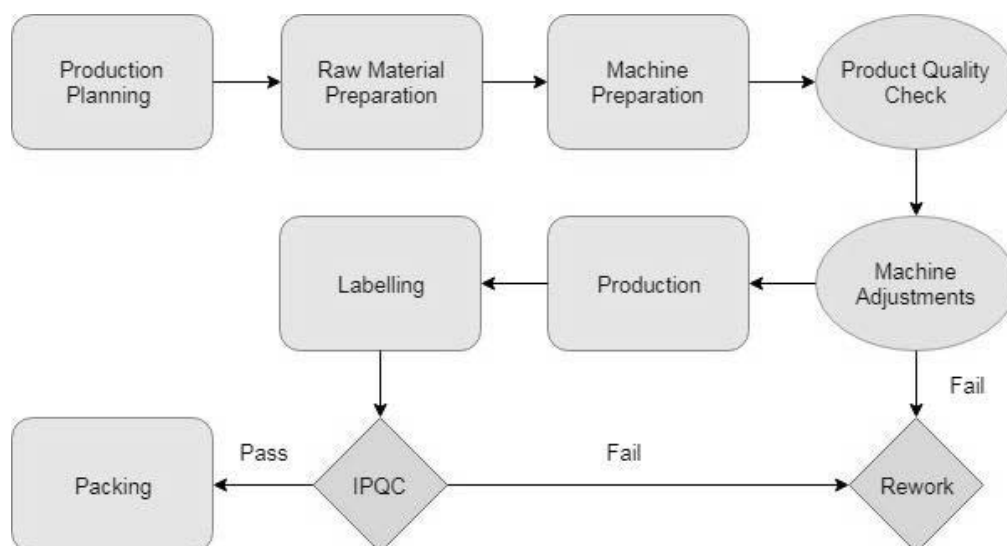 Production
Planning
Raw Material
Preparation
Machine
Preparation
Product Quality
Check
Labelling
Production
Machine
Adjustments
Fail
Pass
Fail
Packing
IPQC
Rework